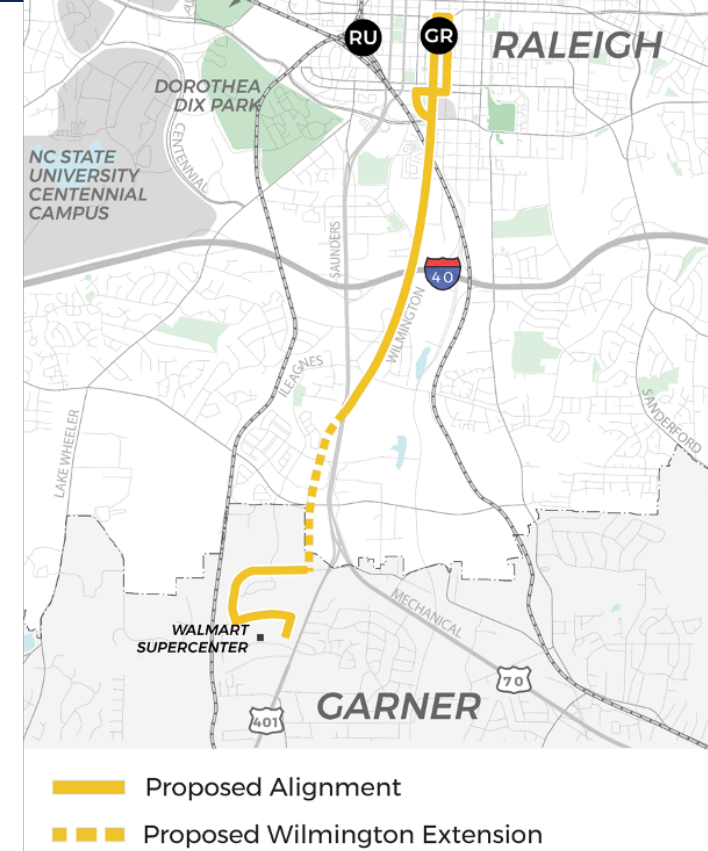 RU
GR
RALEIGH
DOROTHEA
DIX PARK
CENTENNIAL
NC STATE
UNIVERSITY
CENTENNIAL
CAMPUS
SAUNDERS
40
WILMINGTON
ILEAGNES
LAKE WHEELER
SANDERFORD
WALMART
SUPERCENTER
MECHANICAL
70
GARNER
401
Proposed Alignment
Proposed Wilmington Extension